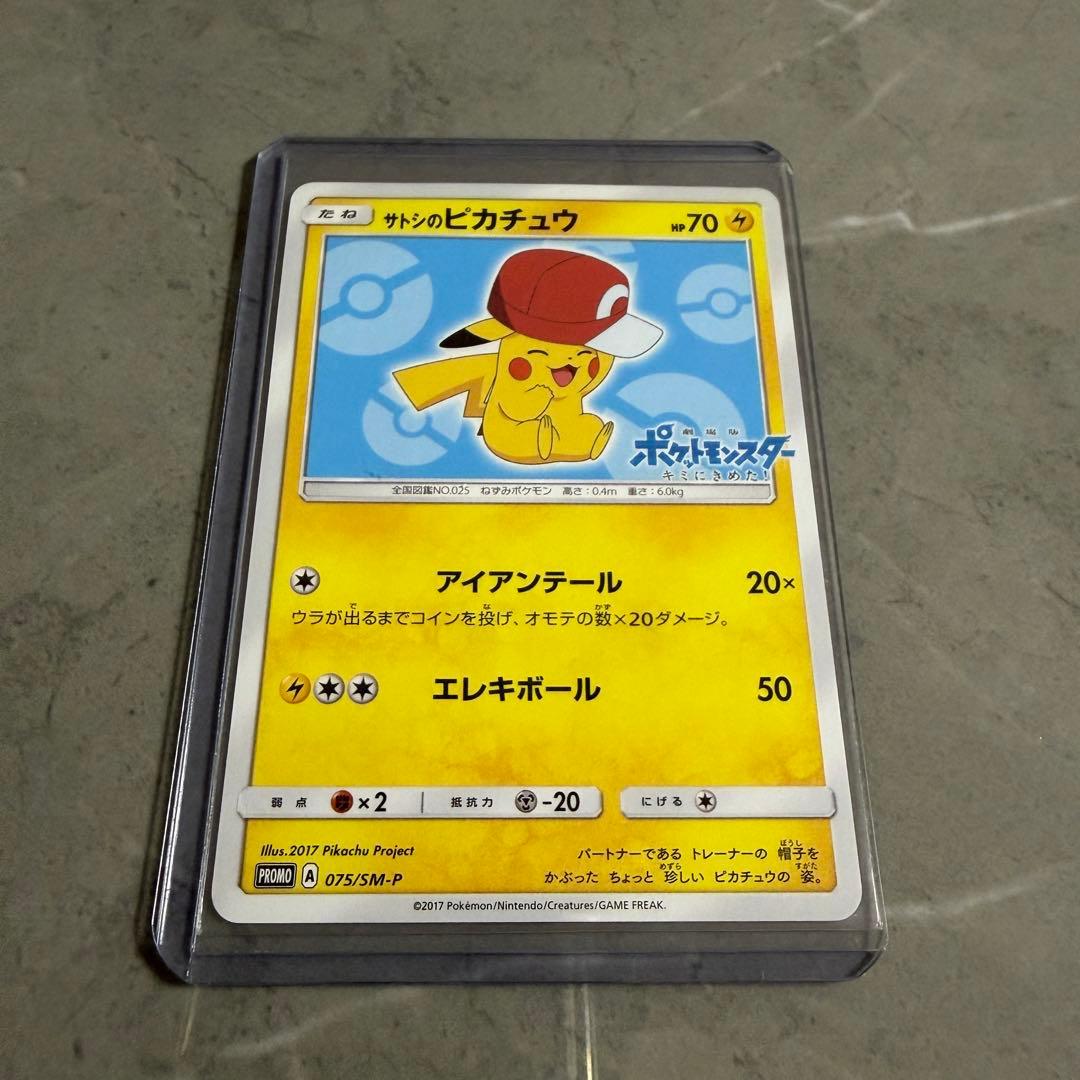 たね サトシのピカチュウ HP70
劇場版
ポケットモンスター
キミにきめた!
全国図鑑NO.025 ねずみポケモン 高さ:0.4m 重さ:6.0kg
アイアンテール 20×
ウラが出るまでコインを投げ、オモテの数×20ダメージ。
エレキボール 50
弱点 ×2 抵抗力 -20 にげる
Illus.2017 Pikachu Project
パートナーである トレーナーの 帽子を
かぶった ちょっと 珍しい ピカチュウの 姿。
PROMO A 075/SM-P
©2017 Pokémon/Nintendo/Creatures/GAME FREAK.